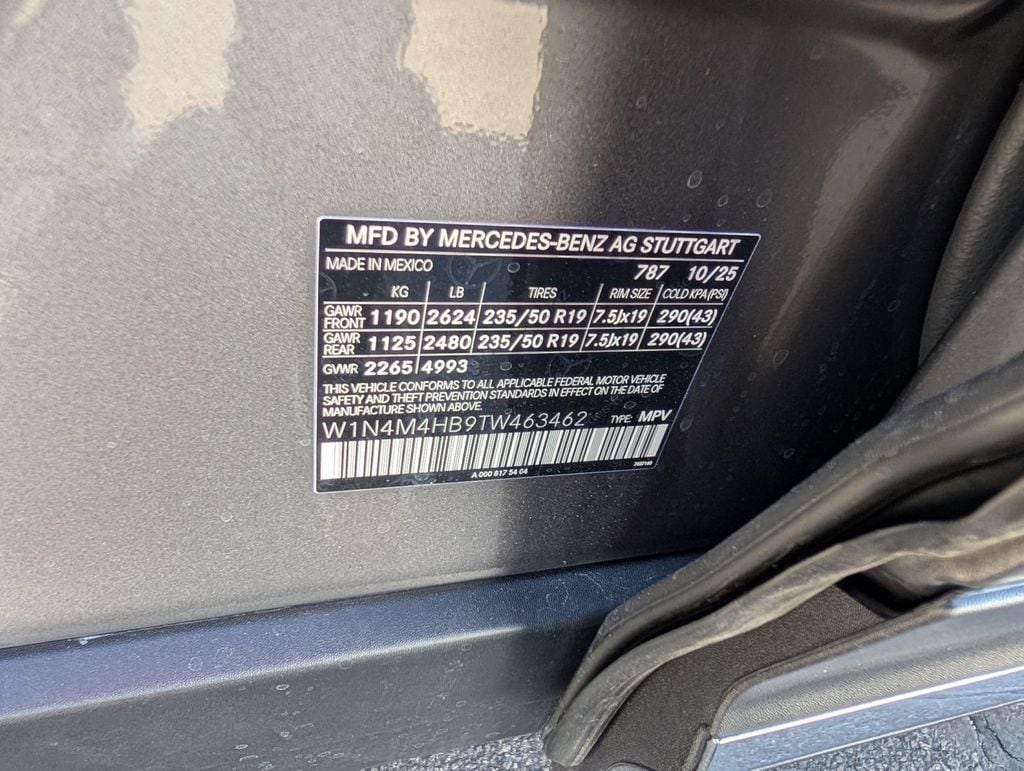 MFD BY MERCEDES-BENZ AG STUTTGART
MADE IN MEXICO 787 10/25
KG LB TIRES RIM SIZE COLD KPA(PSI)
GAWR FRONT 1190 2624 235/50 R19 7.5Jx19 290(43)
GAWR REAR 1125 2480 235/50 R19 7.5Jx19 290(43)
GVWR 2265 4993
THIS VEHICLE CONFORMS TO ALL APPLICABLE FEDERAL MOTOR VEHICLE
SAFETY AND THEFT PREVENTION STANDARDS IN EFFECT ON THE DATE OF
MANUFACTURE SHOWN ABOVE.
W1N4M4HB9TW463462 TYPE: MPV
A 000 817 54 04